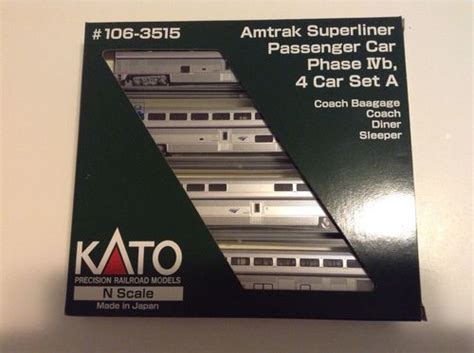 #106-3515
Amtrak Superliner
Passenger Car
Phase Ⅳb,
4 Car Set A
Coach Baagage
Coach
Diner
Sleeper
KATO
PRECISION RAILROAD MODELS
N Scale
Made in Japan